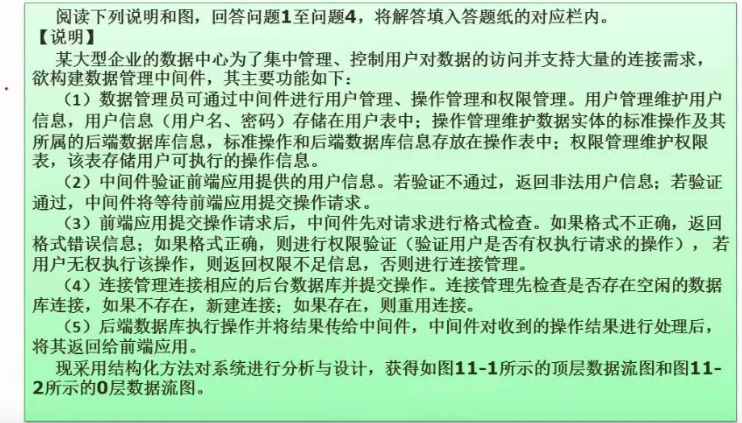 阅读下列说明和图，回答问题1至问题4，将解答填入答题纸的对应栏内。
【说明】
某大型企业的数据中心为了集中管理、控制用户对数据的访问并支持大量的连接需求，
欲构建数据管理中间件，其主要功能如下：
（1）数据管理员可通过中间件进行用户管理、操作管理和权限管理。用户管理维护用户
信息，用户信息（用户名、密码）存储在用户表中；操作管理维护数据实体的标准操作及其
所属的后端数据库信息，标准操作和后端数据库信息存放在操作表中；权限管理维护权限
表，该表存储用户可执行的操作信息。
（2）中间件验证前端应用提供的用户信息。若验证不通过，返回非法用户信息；若验证
通过，中间件将等待前端应用提交操作请求。
（3）前端应用提交操作请求后，中间件先对请求进行格式检查。如果格式不正确，返回
格式错误信息；如果格式正确，则进行权限验证（验证用户是否有权执行请求的操作），若
用户无权执行该操作，则返回权限不足信息，否则进行连接管理。
（4）连接管理连接相应的后台数据库并提交操作。连接管理先检查是否存在空闲的数据
库连接，如果不存在，新建连接；如果存在，则重用连接。
（5）后端数据库执行操作并将结果传给中间件，中间件对收到的操作结果进行处理后，
将其返回给前端应用。
现采用结构化方法对系统进行分析与设计，获得如图11-1所示的顶层数据流图和图11-
2所示的0层数据流图。